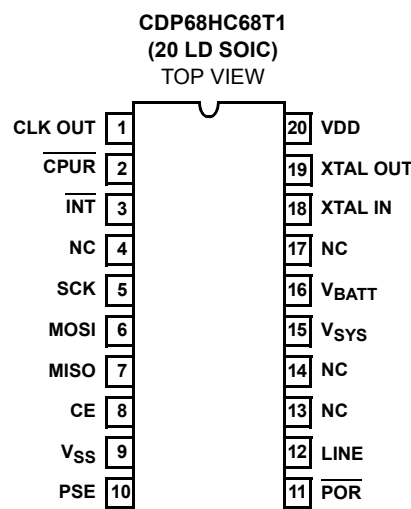 CDP68HC68T1
(20 LD SOIC)
TOP VIEW
CLK OUT 1 20 VDD
CPUR 2 19 XTAL OUT
INT 3 18 XTAL IN
NC 4 17 NC
SCK 5 16 VBATT
MOSI 6 15 VSYS
MISO 7 14 NC
CE 8 13 NC
VSS 9 12 LINE
PSE 10 11 POR